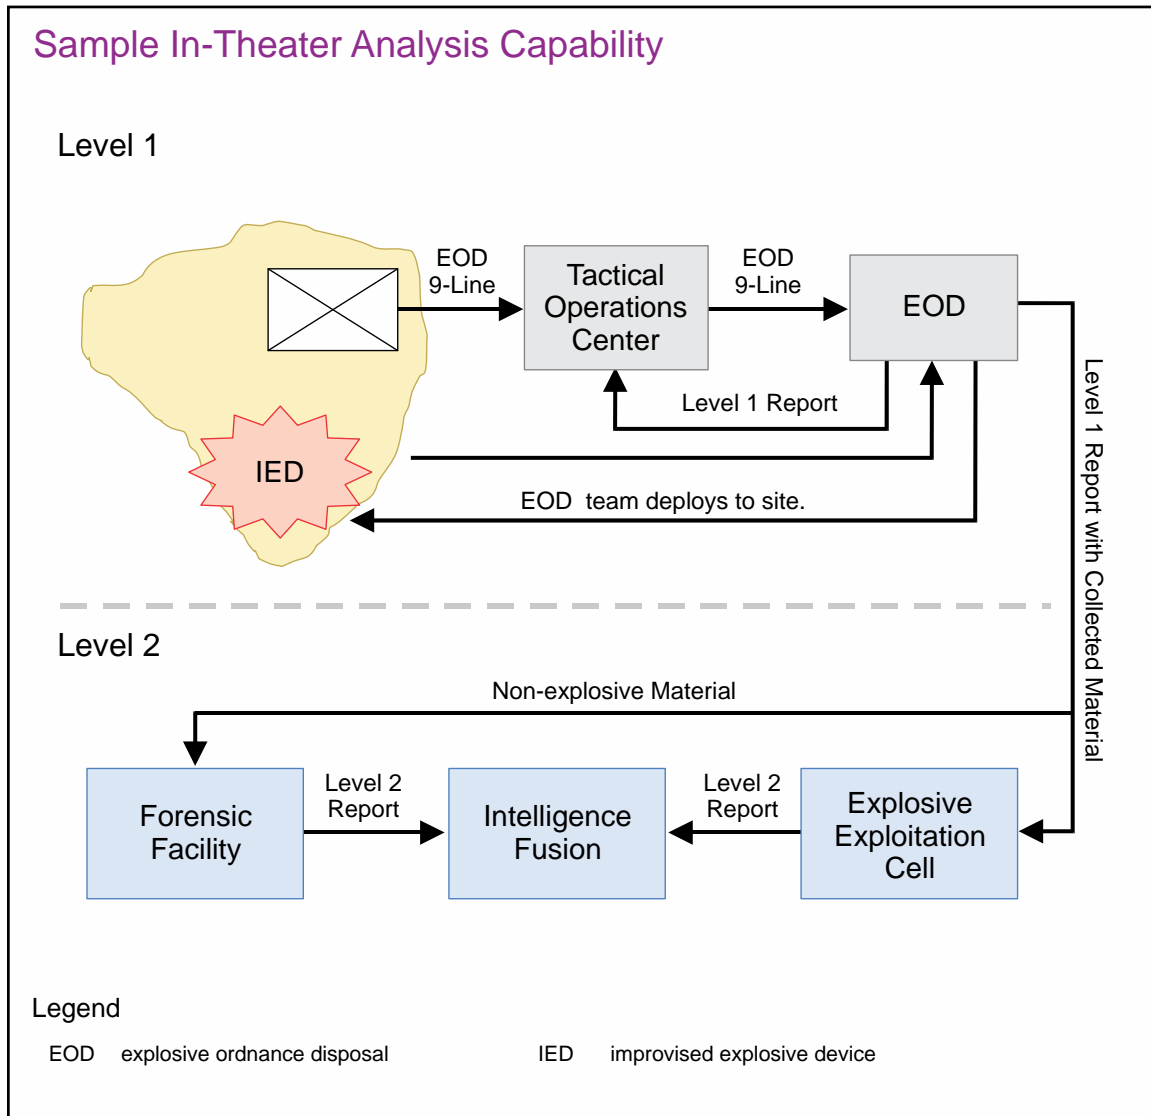 Sample In-Theater Analysis Capability
Level 1
EOD
9-Line
Tactical
Operations
Center
EOD
9-Line
EOD
Level 1 Report
IED
EOD team deploys to site.
Level 1 Report with Collected Material
Level 2
Non-explosive Material
Forensic
Facility
Level 2
Report
Intelligence
Fusion
Level 2
Report
Explosive
Exploitation
Cell
Legend
EOD explosive ordnance disposal
IED improvised explosive device